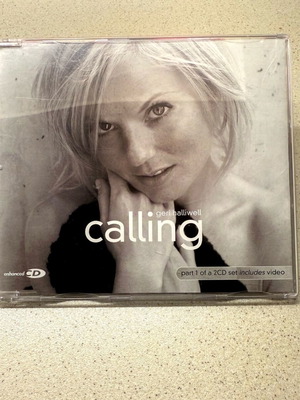 geri halliwell
calling
enhanced CD
part 1 of a 2CD set includes video